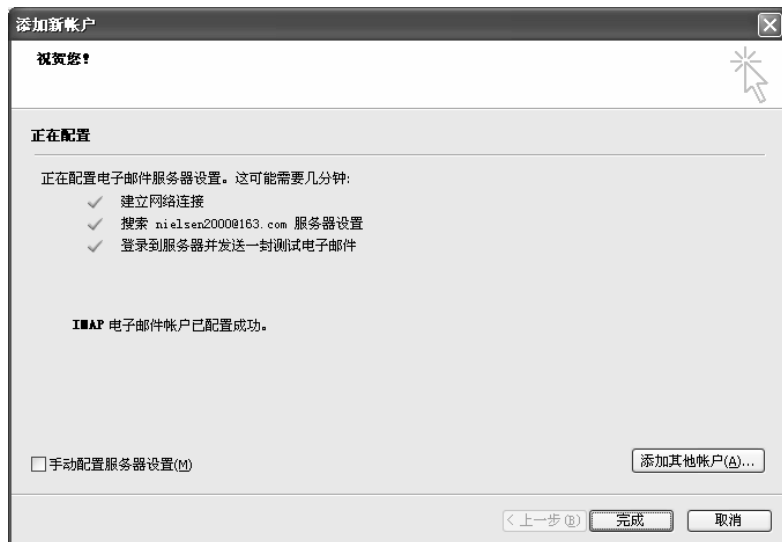 添加新帐户
祝贺您!
正在配置
正在配置电子邮件服务器设置。这可能需要几分钟:
建立网络连接
搜索 nielsen2000@163.com 服务器设置
登录到服务器并发送一封测试电子邮件
IMAP 电子邮件帐户已配置成功。
手动配置服务器设置(M)
添加其他帐户(A)...
<上一步(B) 完成 取消